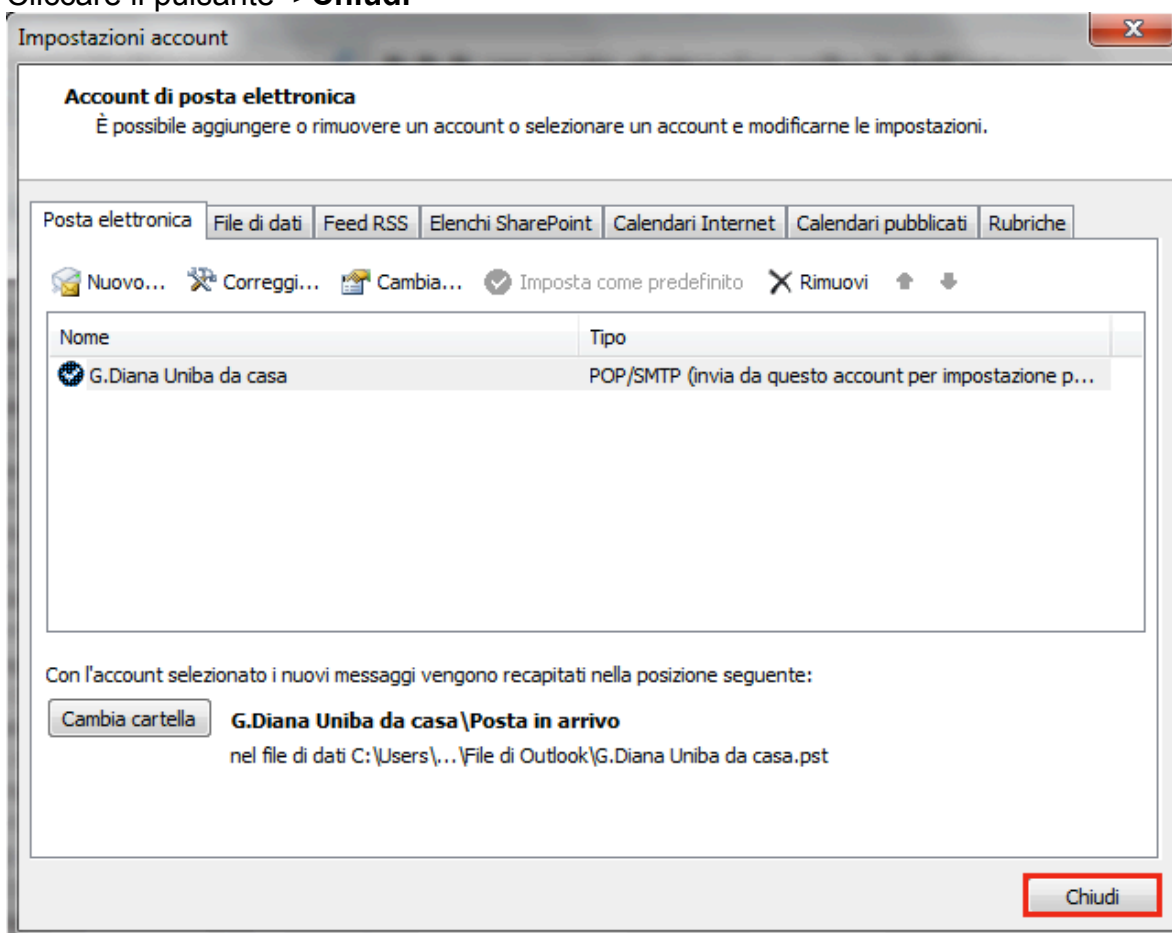 Cliccare il pulsante -> Chiudi
Impostazioni account
Account di posta elettronica
È possibile aggiungere o rimuovere un account o selezionare un account e modificarne le impostazioni.
Posta elettronica File di dati Feed RSS Elenchi SharePoint Calendari Internet Calendari pubblicati Rubriche
Nuovo... Correggi... Cambia... Imposta come predefinito Rimuovi
Nome Tipo
G.Diana Uniba da casa POP/SMTP (invia da questo account per impostazione p...
Con l'account selezionato i nuovi messaggi vengono recapitati nella posizione seguente:
Cambia cartella G.Diana Uniba da casa\Posta in arrivo
nel file di dati C:\Users\...\File di Outlook\G.Diana Uniba da casa.pst
Chiudi